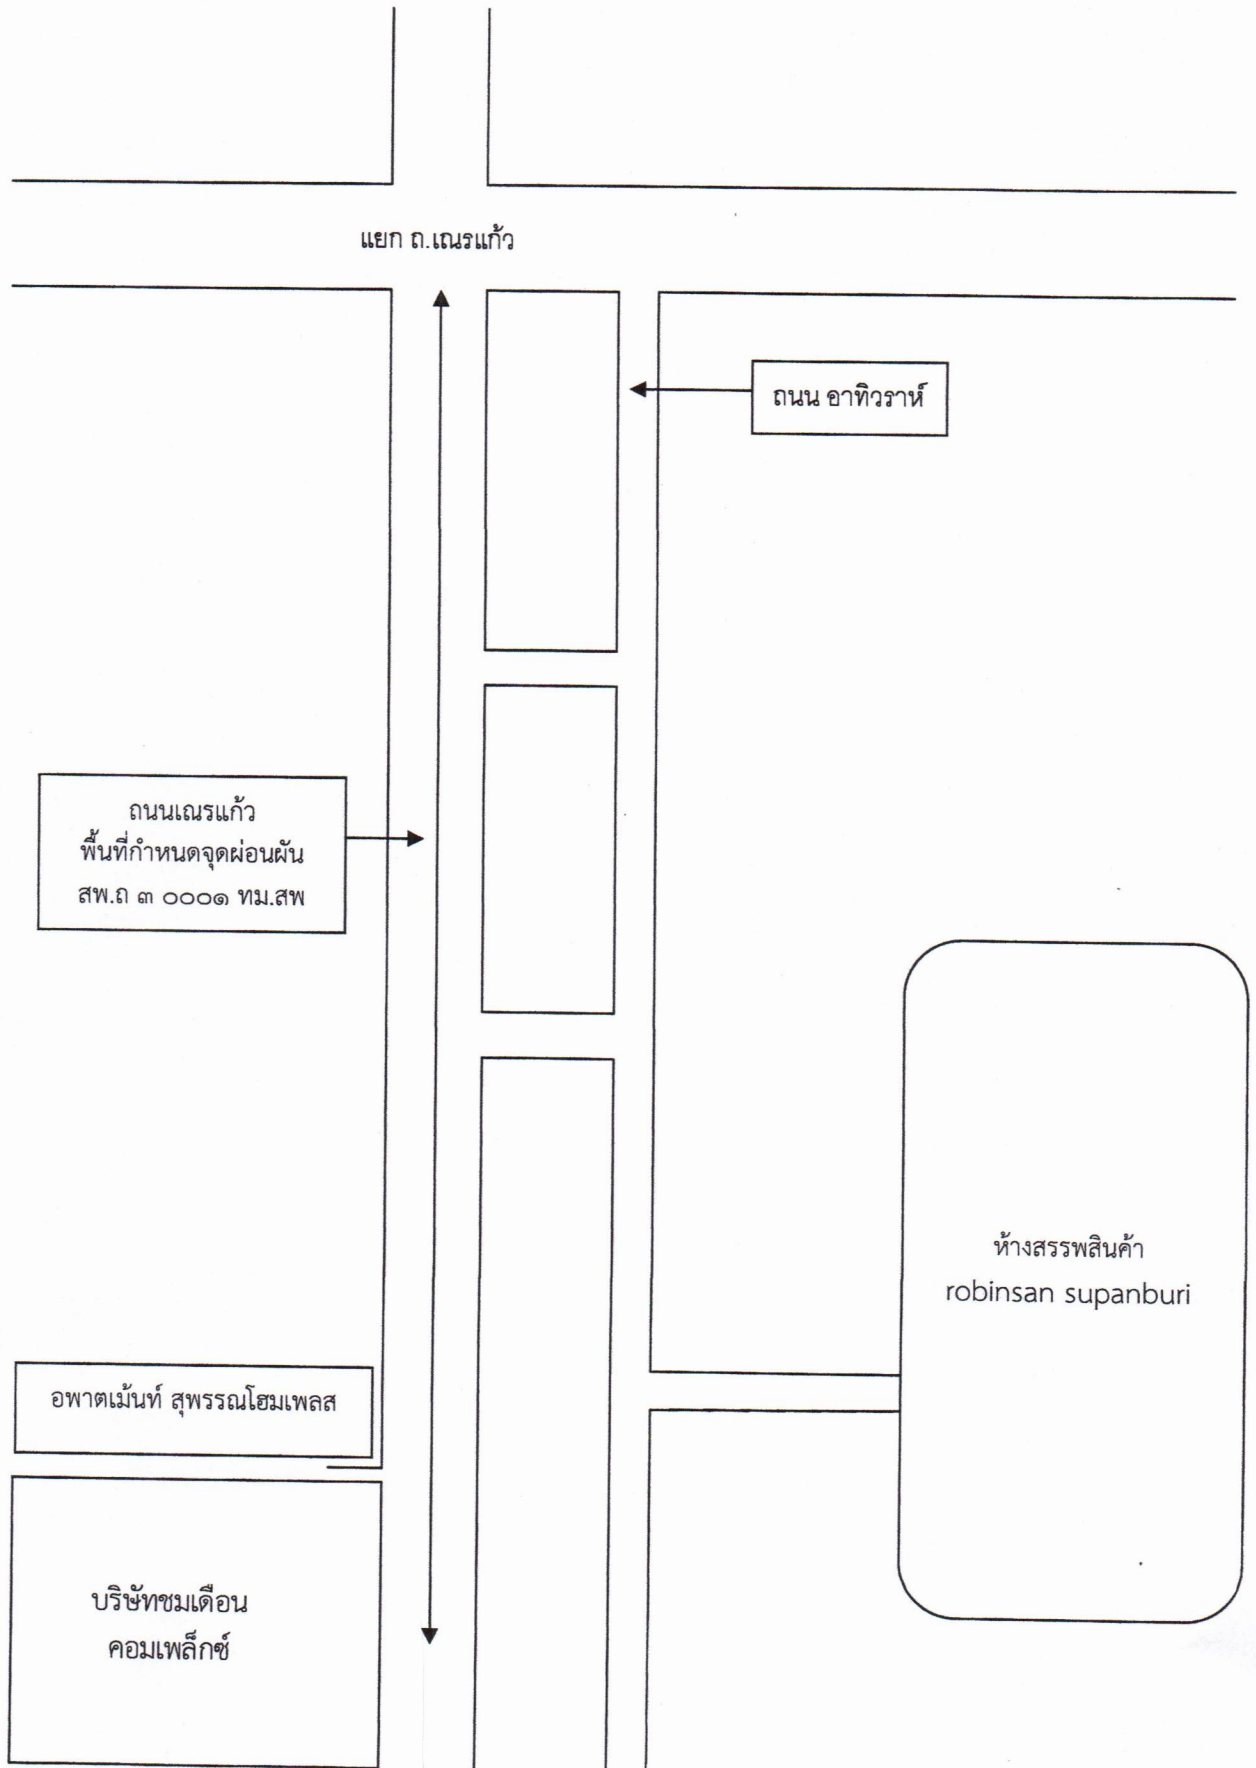 แยก ถ.เณรแก้ว
ถนน อาทิวราห์
ถนนเณรแก้ว
พื้นที่กำหนดจุดผ่อนผัน
สพ.ถ ๓ ๐๐๐๑ ทม.สพ
ห้างสรรพสินค้า
robinsan supanburi
อพาตเม้นท์ สุพรรณโฮมเพลส
บริษัทชมเดือน
คอมเพล็กซ์